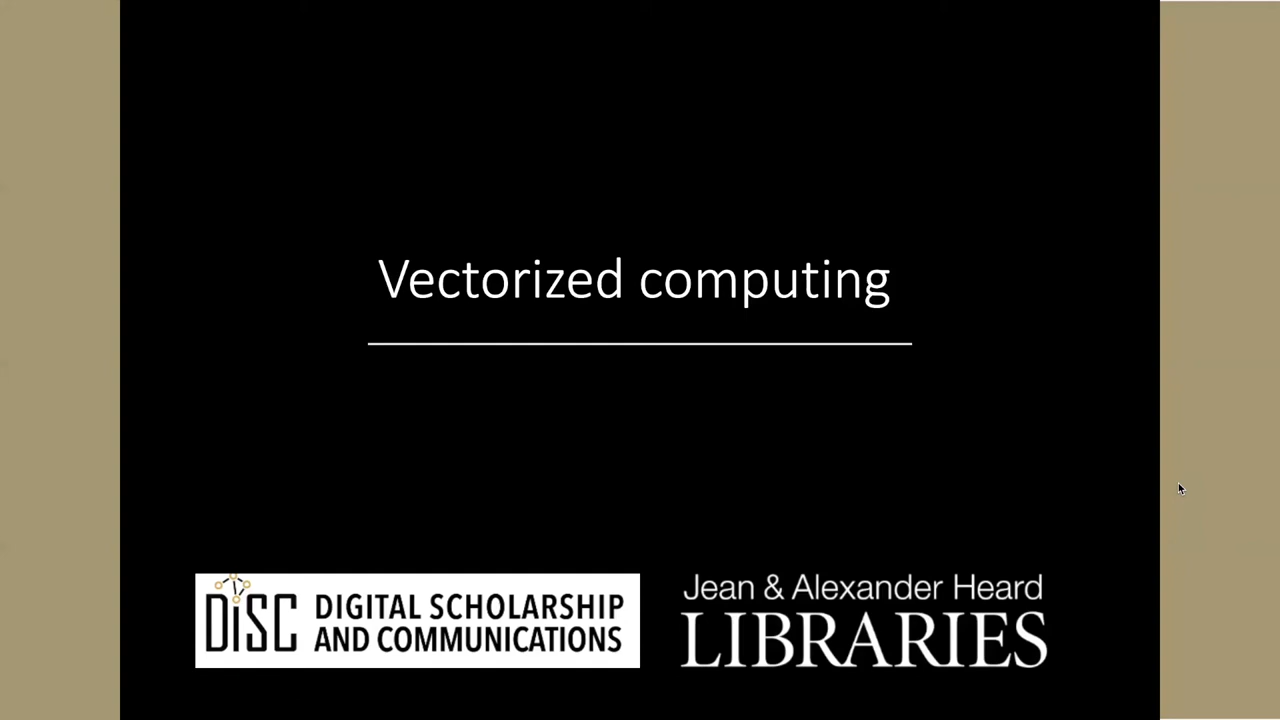 Vectorized computing
DiSC DIGITAL SCHOLARSHIP
AND COMMUNICATIONS
Jean & Alexander Heard
LIBRARIES